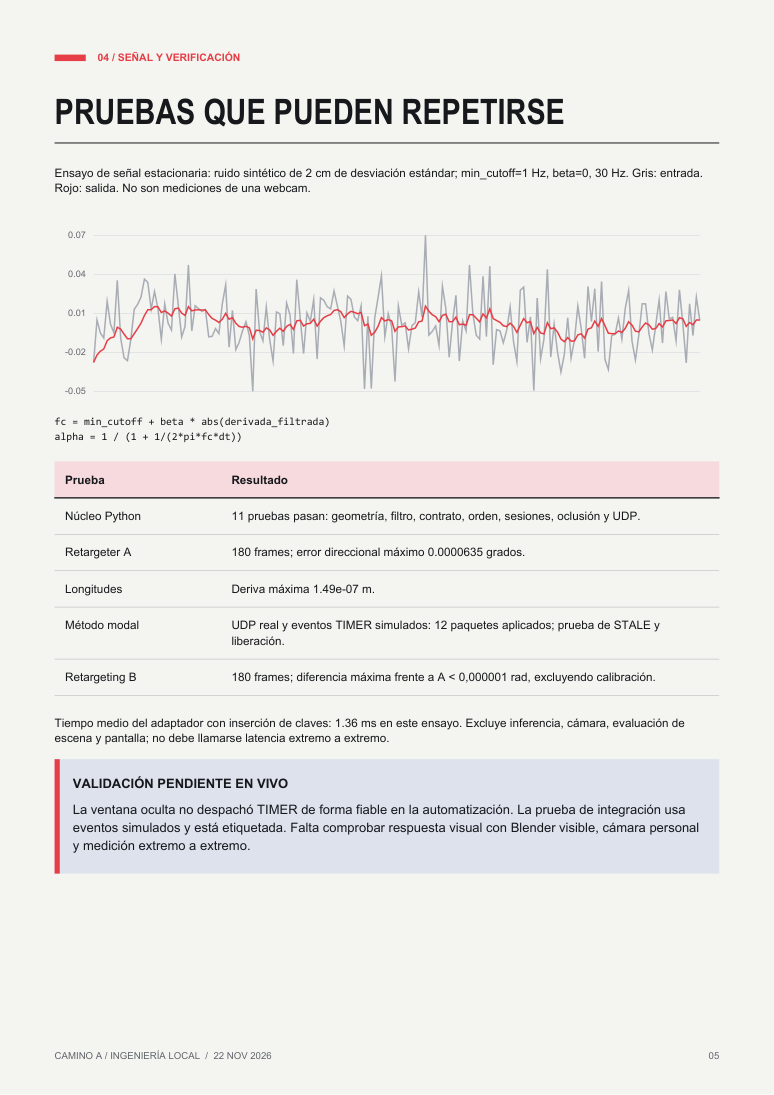 04 / SEÑAL Y VERIFICACIÓN
PRUEBAS QUE PUEDEN REPETIRSE
Ensayo de señal estacionaria: ruido sintético de 2 cm de desviación estándar; min_cutoff=1 Hz, beta=0, 30 Hz. Gris: entrada.
Rojo: salida. No son mediciones de una webcam.
0.07
0.04
0.01
-0.02
-0.05
fc = min_cutoff + beta * abs(derivada_filtrada)
alpha = 1 / (1 + 1/(2*pi*fc*dt))
Prueba Resultado
Núcleo Python 11 pruebas pasan: geometría, filtro, contrato, orden, sesiones, oclusión y UDP.
Retargeter A 180 frames; error direccional máximo 0.0000635 grados.
Longitudes Deriva máxima 1.49e-07 m.
Método modal UDP real y eventos TIMER simulados: 12 paquetes aplicados; prueba de STALE y
liberación.
Retargeting B 180 frames; diferencia máxima frente a A < 0,000001 rad, excluyendo calibración.
Tiempo medio del adaptador con inserción de claves: 1.36 ms en este ensayo. Excluye inferencia, cámara, evaluación de
escena y pantalla; no debe llamarse latencia extremo a extremo.
VALIDACIÓN PENDIENTE EN VIVO
La ventana oculta no despachó TIMER de forma fiable en la automatización. La prueba de integración usa
eventos simulados y está etiquetada. Falta comprobar respuesta visual con Blender visible, cámara personal
y medición extremo a extremo.
CAMINO A / INGENIERÍA LOCAL / 22 NOV 2026 05